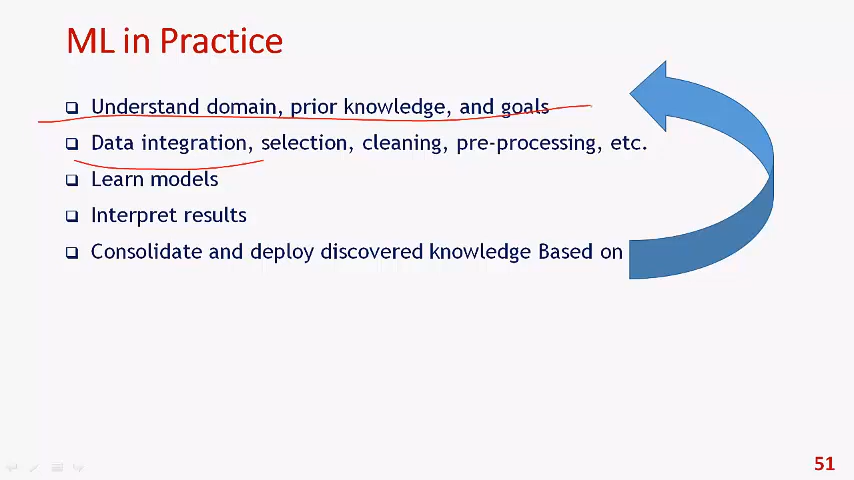 ML in Practice
Understand domain, prior knowledge, and goals
Data integration, selection, cleaning, pre-processing, etc.
Learn models
Interpret results
Consolidate and deploy discovered knowledge Based on
51